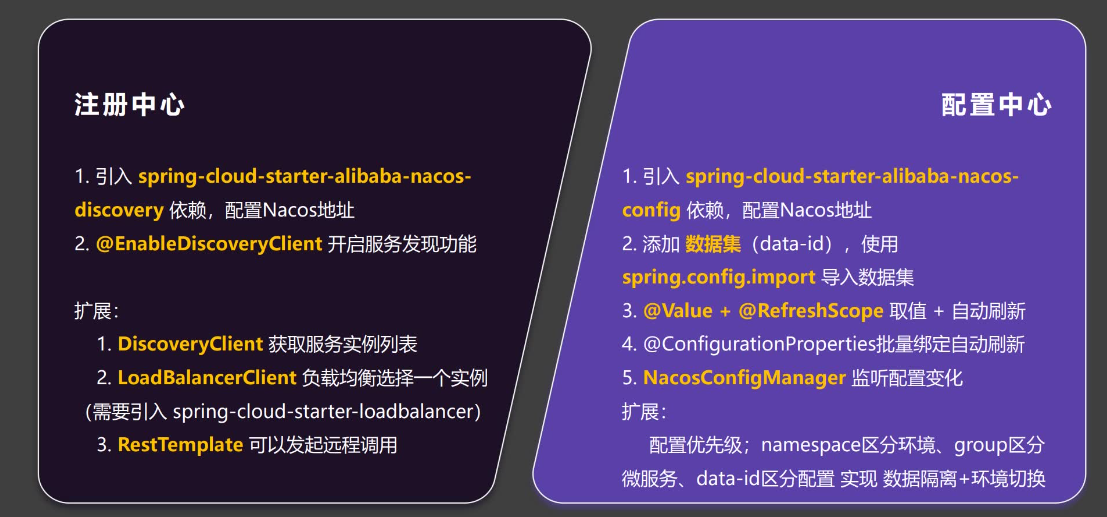 注册中心
1. 引入 spring-cloud-starter-alibaba-nacos-
discovery 依赖，配置Nacos地址
2. @EnableDiscoveryClient 开启服务发现功能
扩展：
1. DiscoveryClient 获取服务实例列表
2. LoadBalancerClient 负载均衡选择一个实例
（需要引入 spring-cloud-starter-loadbalancer）
3. RestTemplate 可以发起远程调用
配置中心
1. 引入 spring-cloud-starter-alibaba-nacos-
config 依赖，配置Nacos地址
2. 添加 数据集（data-id），使用
spring.config.import 导入数据集
3. @Value + @RefreshScope 取值 + 自动刷新
4. @ConfigurationProperties批量绑定自动刷新
5. NacosConfigManager 监听配置变化
扩展：
配置优先级；namespace区分环境、group区分
微服务、data-id区分配置 实现 数据隔离+环境切换